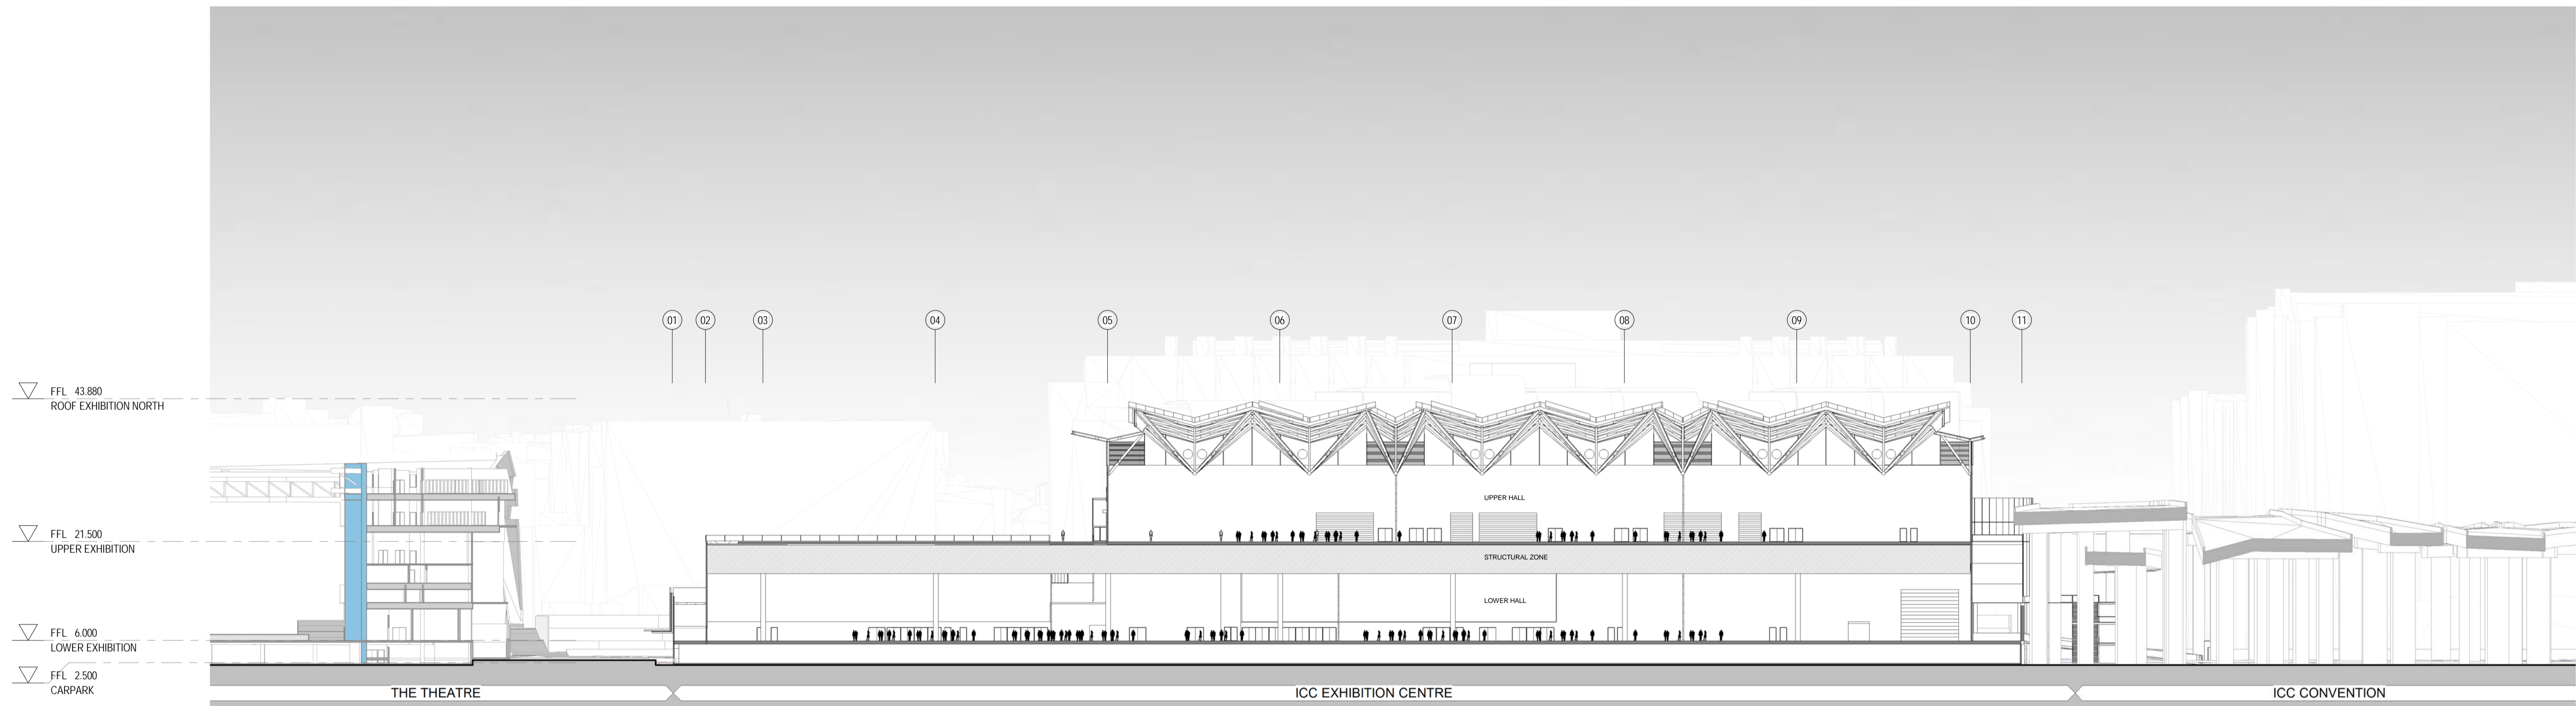 01 02 03 04 05 06 07 08 09 10 11
FFL 43.880
ROOF EXHIBITION NORTH
UPPER HALL
FFL 21.500
UPPER EXHIBITION
STRUCTURAL ZONE
LOWER HALL
FFL 6.000
LOWER EXHIBITION
FFL 2.500
CARPARK
THE THEATRE
ICC EXHIBITION CENTRE
ICC CONVENTION